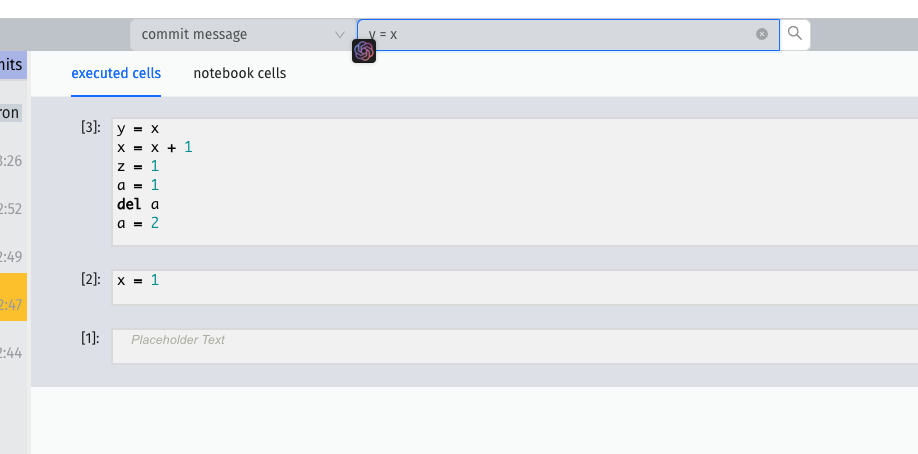 commit message
y = x
nits
executed cells
notebook cells
ron
[3]:
y = x
x = x + 1
z = 1
a = 1
del a
a = 2
3:26
2:52
2:49
[2]:
x = 1
2:47
[1]:
Placeholder Text
2:44